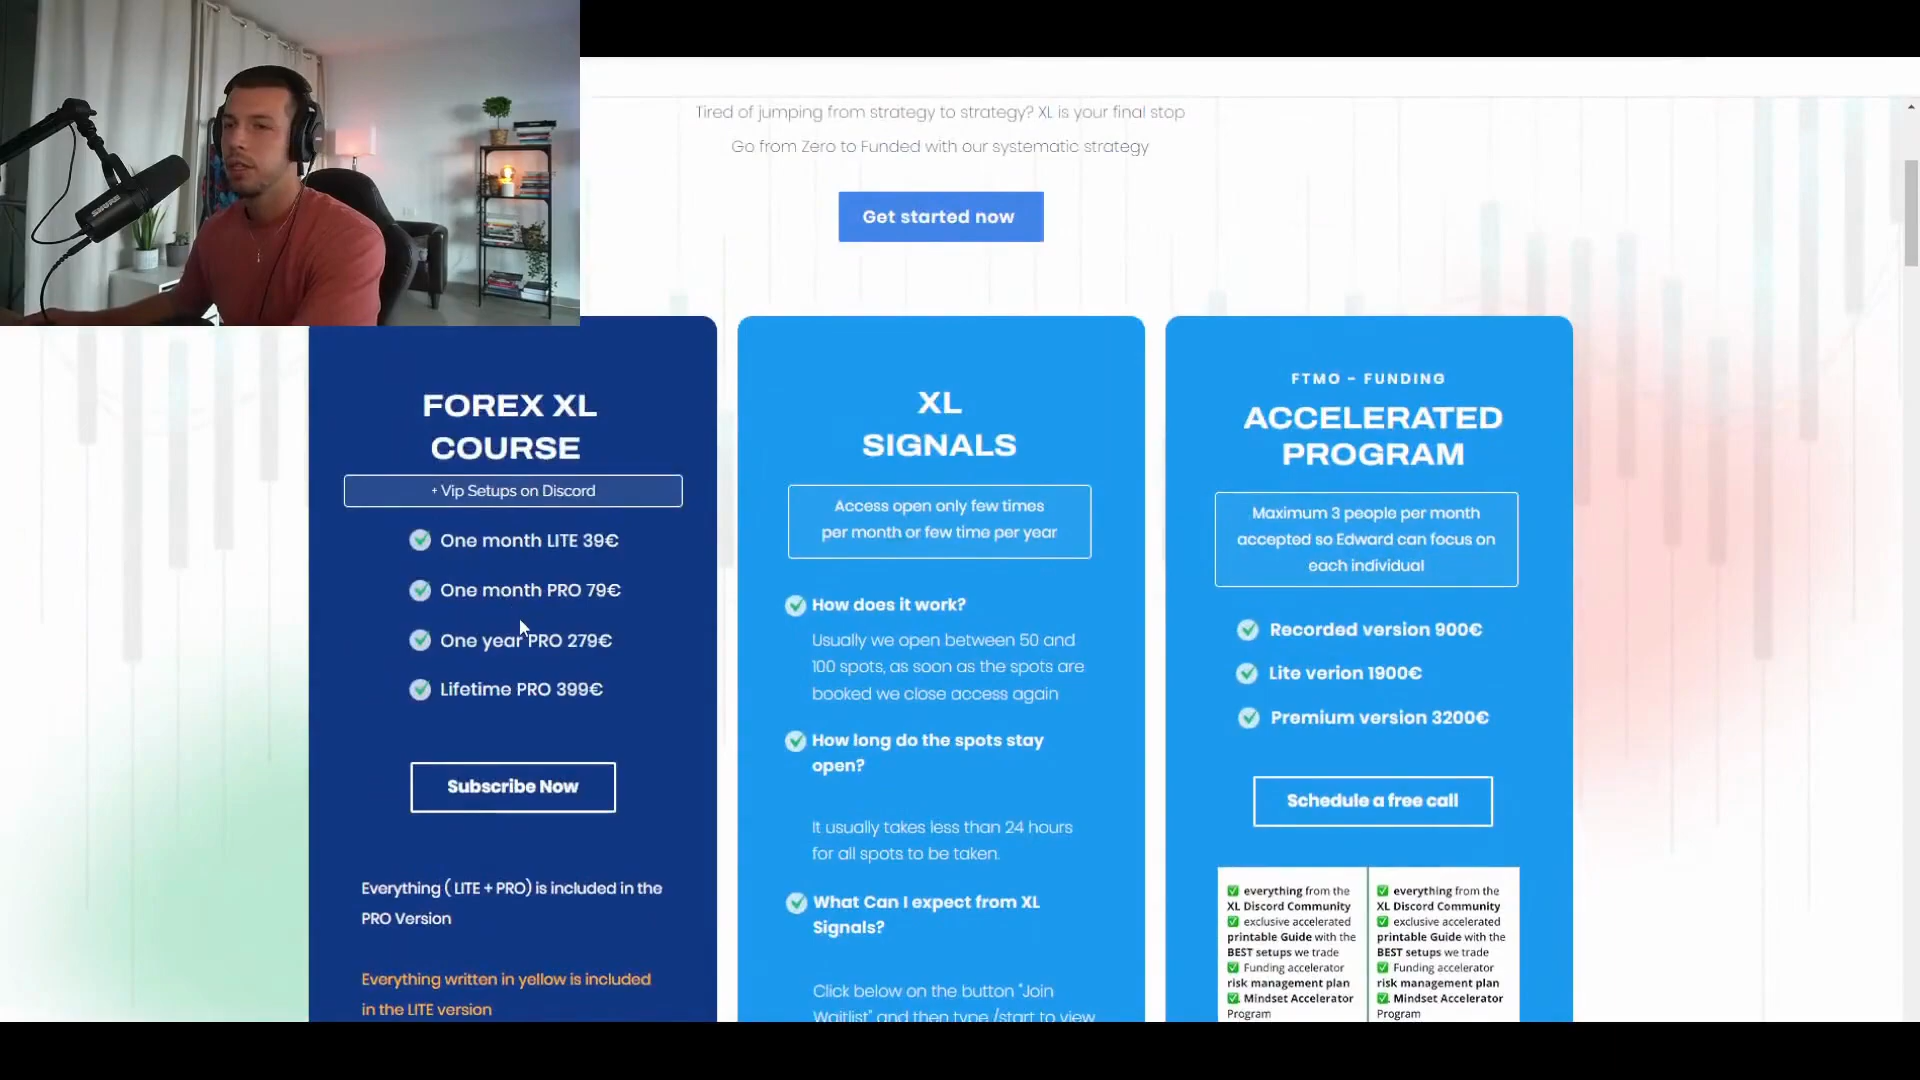 SHURE
Tired of jumping from strategy to strategy? XL is your final stop
Go from Zero to Funded with our systematic strategy
Get started now
FOREX XL
COURSE
+ Vip Setups on Discord
One month LITE 39€
One month PRO 79€
One year PRO 279€
Lifetime PRO 399€
Subscribe Now
Everything ( LITE + PRO) is included in the
PRO Version
Everything written in yellow is included
in the LITE version
XL
SIGNALS
Access open only few times
per month or few time per year
How does it work?
Usually we open between 50 and
100 spots, as soon as the spots are
booked we close access again
How long do the spots stay
open?
It usually takes less than 24 hours
for all spots to be taken.
What Can I expect from XL
Signals?
Click below on the button "Join
Waitlist" and then type /start to view
FTMO - FUNDING
ACCELERATED
PROGRAM
Maximum 3 people per month
accepted so Edward can focus on
each individual
Recorded version 900€
Lite verion 1900€
Premium version 3200€
Schedule a free call
everything from the
XL Discord Community
exclusive accelerated
printable Guide with the
BEST setups we trade
Funding accelerator
risk management plan
Mindset Accelerator
Program
everything from the
XL Discord Community
exclusive accelerated
printable Guide with the
BEST setups we trade
Funding accelerator
risk management plan
Mindset Accelerator
Program